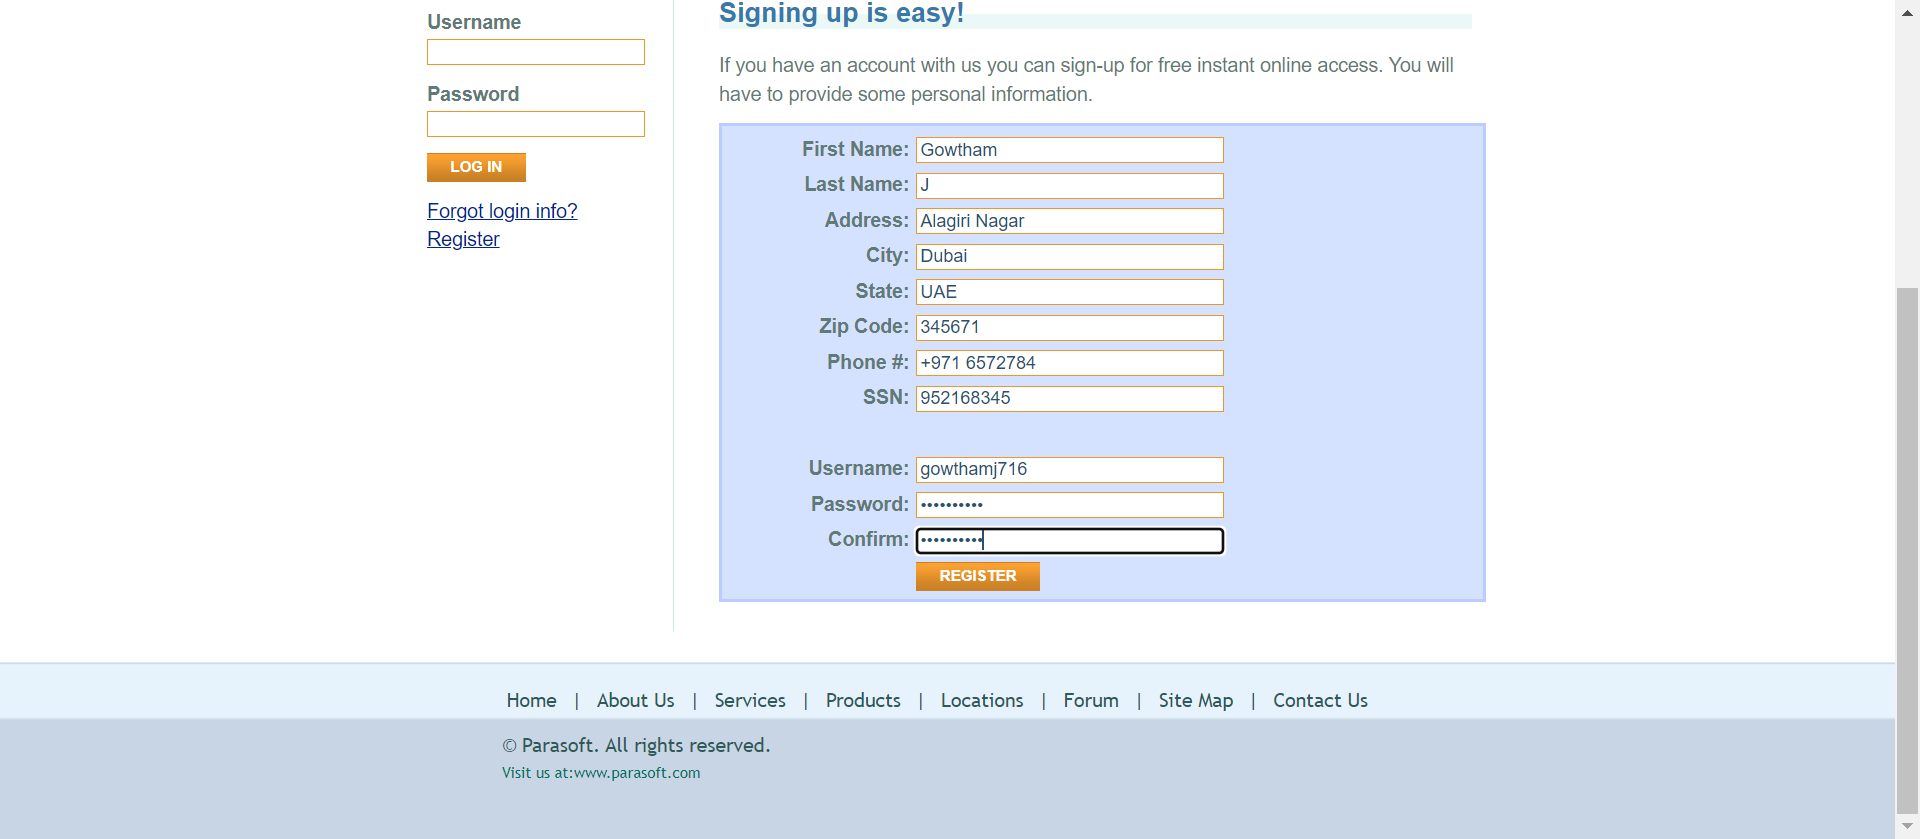 Username
Password
LOG IN
Forgot login info?
Register
Signing up is easy!
If you have an account with us you can sign-up for free instant online access. You will
have to provide some personal information.
First Name: Gowtham
Last Name: J
Address: Alagiri Nagar
City: Dubai
State: UAE
Zip Code: 345671
Phone #: +971 6572784
SSN: 952168345
Username: gowthamj716
Password: ••••••••••
Confirm: ••••••••••
REGISTER
Home | About Us | Services | Products | Locations | Forum | Site Map | Contact Us
© Parasoft. All rights reserved.
Visit us at:www.parasoft.com